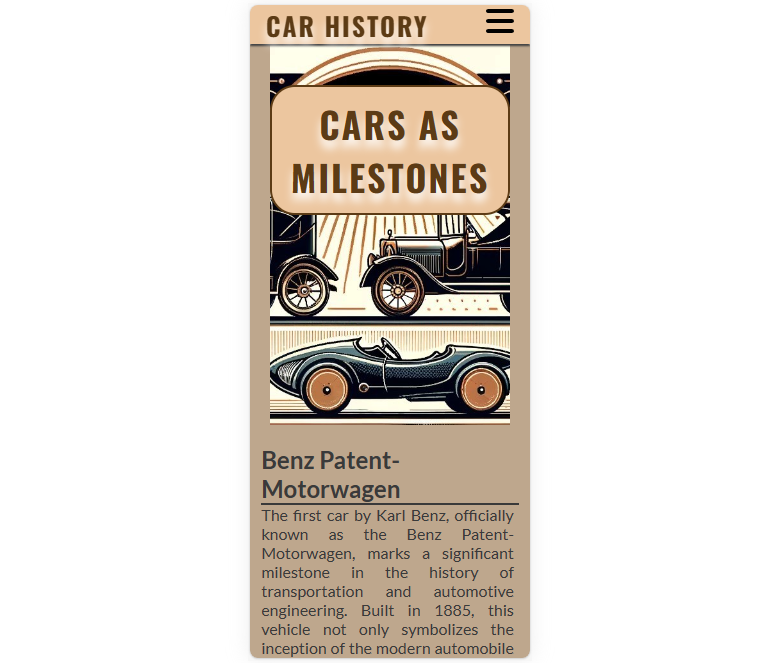 CAR HISTORY
CARS AS
MILESTONES
Benz Patent-
Motorwagen
The first car by Karl Benz, officially
known as the Benz Patent-
Motorwagen, marks a significant
milestone in the history of
transportation and automotive
engineering. Built in 1885, this
vehicle not only symbolizes the
inception of the modern automobile